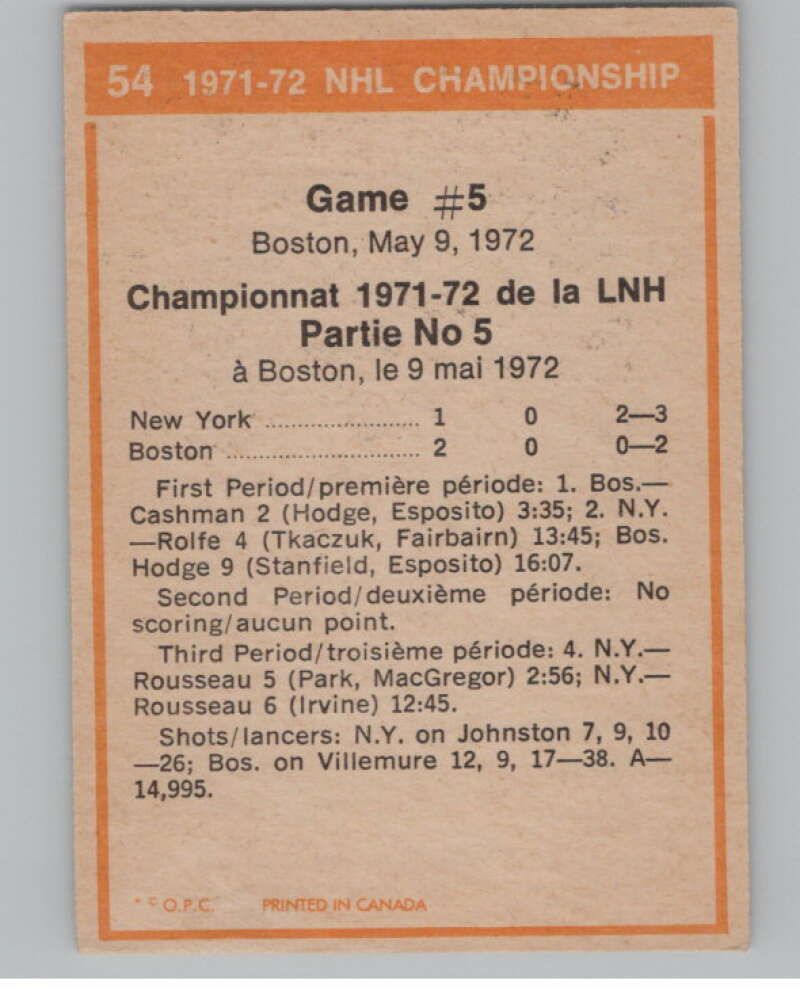 54 1971-72 NHL CHAMPIONSHIP
Game #5
Boston, May 9, 1972
Championnat 1971-72 de la LNH
Partie No 5
à Boston, le 9 mai 1972
New York ........................ 1 0 2—3
Boston ............................. 2 0 0—2
First Period/première période: 1. Bos.—
Cashman 2 (Hodge, Esposito) 3:35; 2. N.Y.
—Rolfe 4 (Tkaczuk, Fairbairn) 13:45; Bos.
Hodge 9 (Stanfield, Esposito) 16:07.
Second Period/deuxième période: No
scoring/aucun point.
Third Period/troisième période: 4. N.Y.—
Rousseau 5 (Park, MacGregor) 2:56; N.Y.—
Rousseau 6 (Irvine) 12:45.
Shots/lancers: N.Y. on Johnston 7, 9, 10
—26; Bos. on Villemure 12, 9, 17—38. A—
14,995.
* © O.P.C. PRINTED IN CANADA